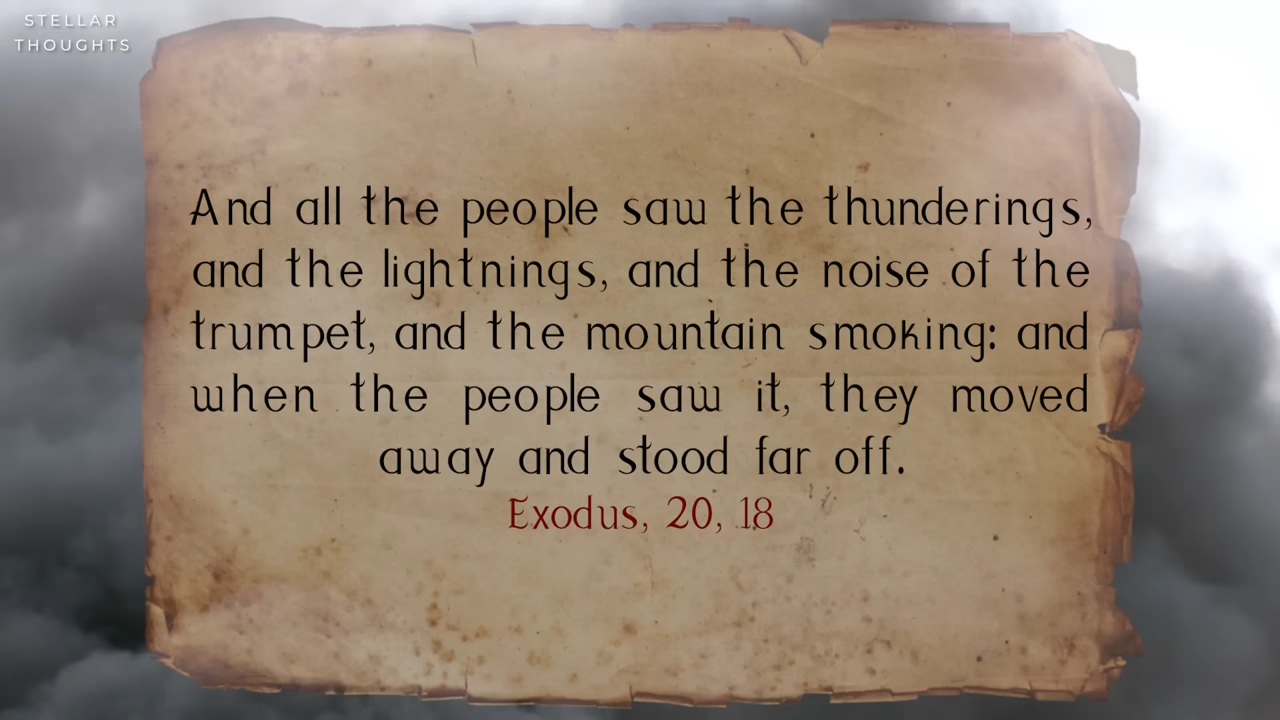 STELLAR
THOUGHTS
And all the people saw the thunderings,
and the lightnings, and the noise of the
trumpet, and the mountain smoking: and
when the people saw it, they moved
away and stood far off.
Exodus, 20, 18